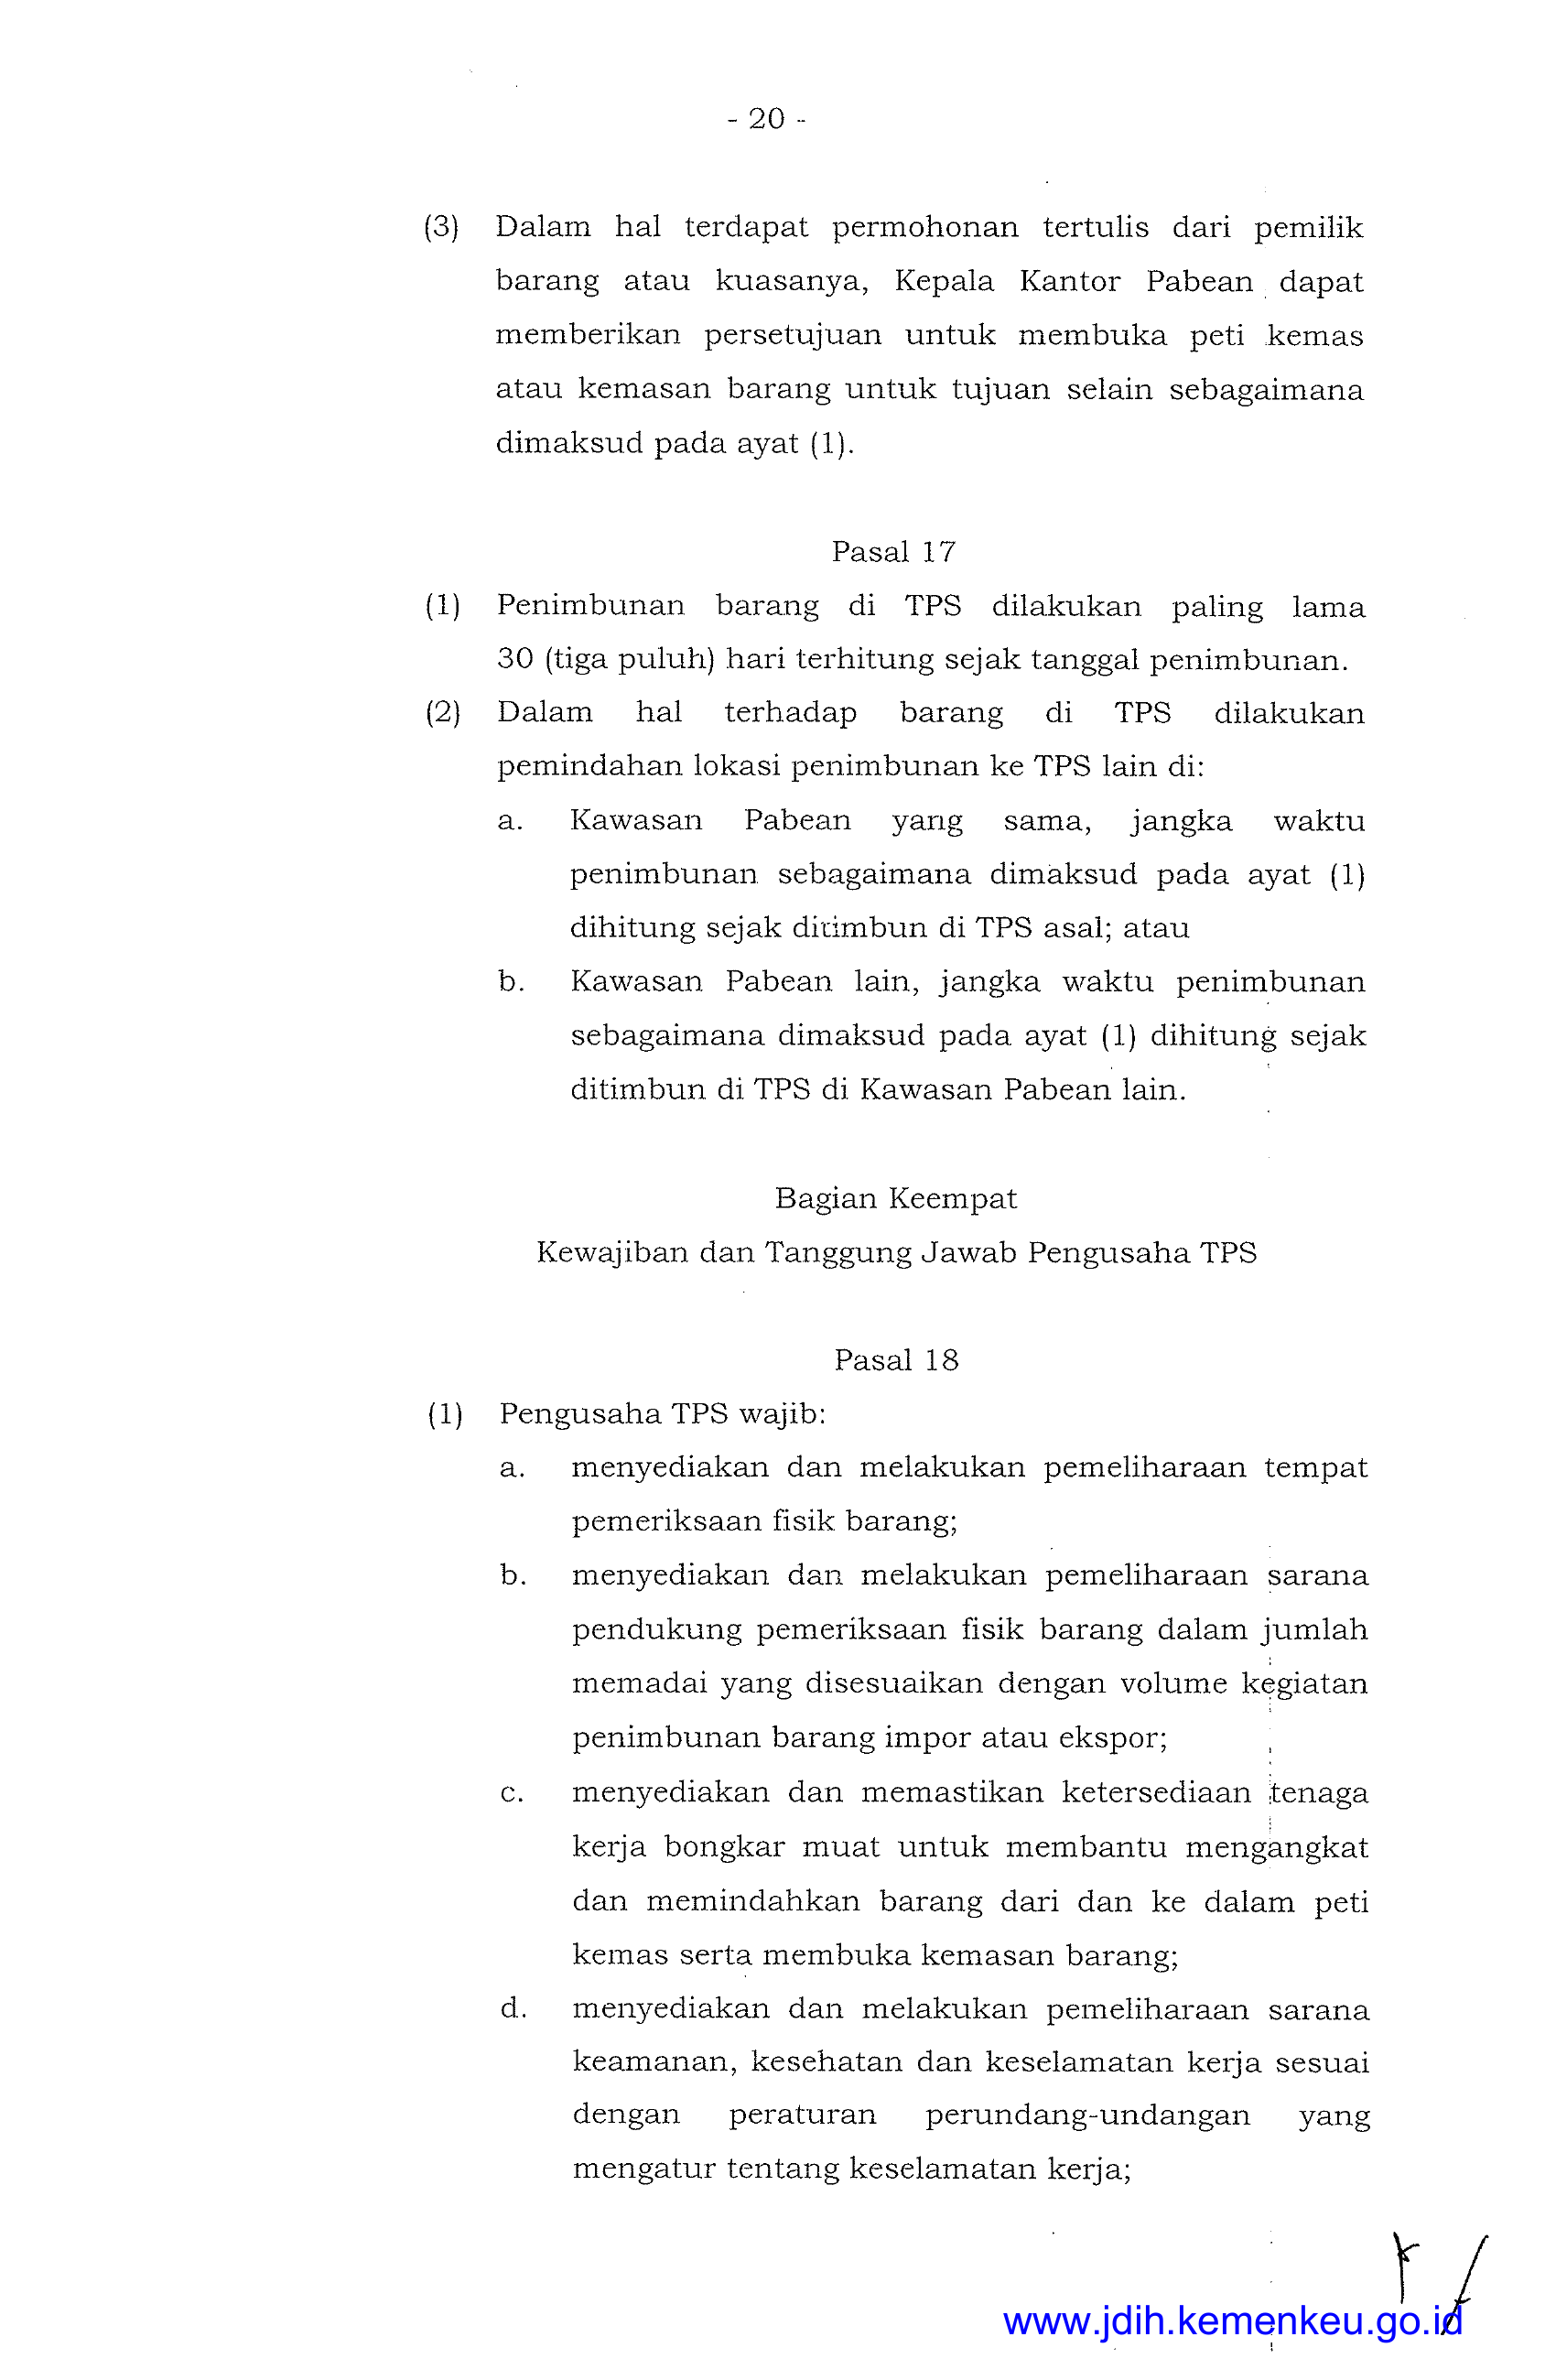 - 20 -
(3) Dalam hal terdapat permohonan tertulis dari pemilik
barang atau kuasanya, Kepala Kantor Pabean dapat
memberikan persetujuan untuk membuka peti kemas
atau kemasan barang untuk tujuan selain sebagaimana
dimaksud pada ayat (1).
Pasal 17
(1) Penimbunan barang di TPS dilakukan paling lama
30 (tiga puluh) hari terhitung sejak tanggal penimbunan.
(2) Dalam hal terhadap barang di TPS dilakukan
pemindahan lokasi penimbunan ke TPS lain di:
a. Kawasan Pabean yang sama, jangka waktu
penimbunan sebagaimana dimaksud pada ayat (1)
dihitung sejak ditimbun di TPS asal; atau
b. Kawasan Pabean lain, jangka waktu penimbunan
sebagaimana dimaksud pada ayat (1) dihitung sejak
ditimbun di TPS di Kawasan Pabean lain.
Bagian Keempat
Kewajiban dan Tanggung Jawab Pengusaha TPS
Pasal 18
(1) Pengusaha TPS wajib:
a. menyediakan dan melakukan pemeliharaan tempat
pemeriksaan fisik barang;
b. menyediakan dan melakukan pemeliharaan sarana
pendukung pemeriksaan fisik barang dalam jumlah
memadai yang disesuaikan dengan volume kegiatan
penimbunan barang impor atau ekspor;
c. menyediakan dan memastikan ketersediaan tenaga
kerja bongkar muat untuk membantu mengangkat
dan memindahkan barang dari dan ke dalam peti
kemas serta membuka kemasan barang;
d. menyediakan dan melakukan pemeliharaan sarana
keamanan, kesehatan dan keselamatan kerja sesuai
dengan peraturan perundang-undangan yang
mengatur tentang keselamatan kerja;
www.jdih.kemenkeu.go.id